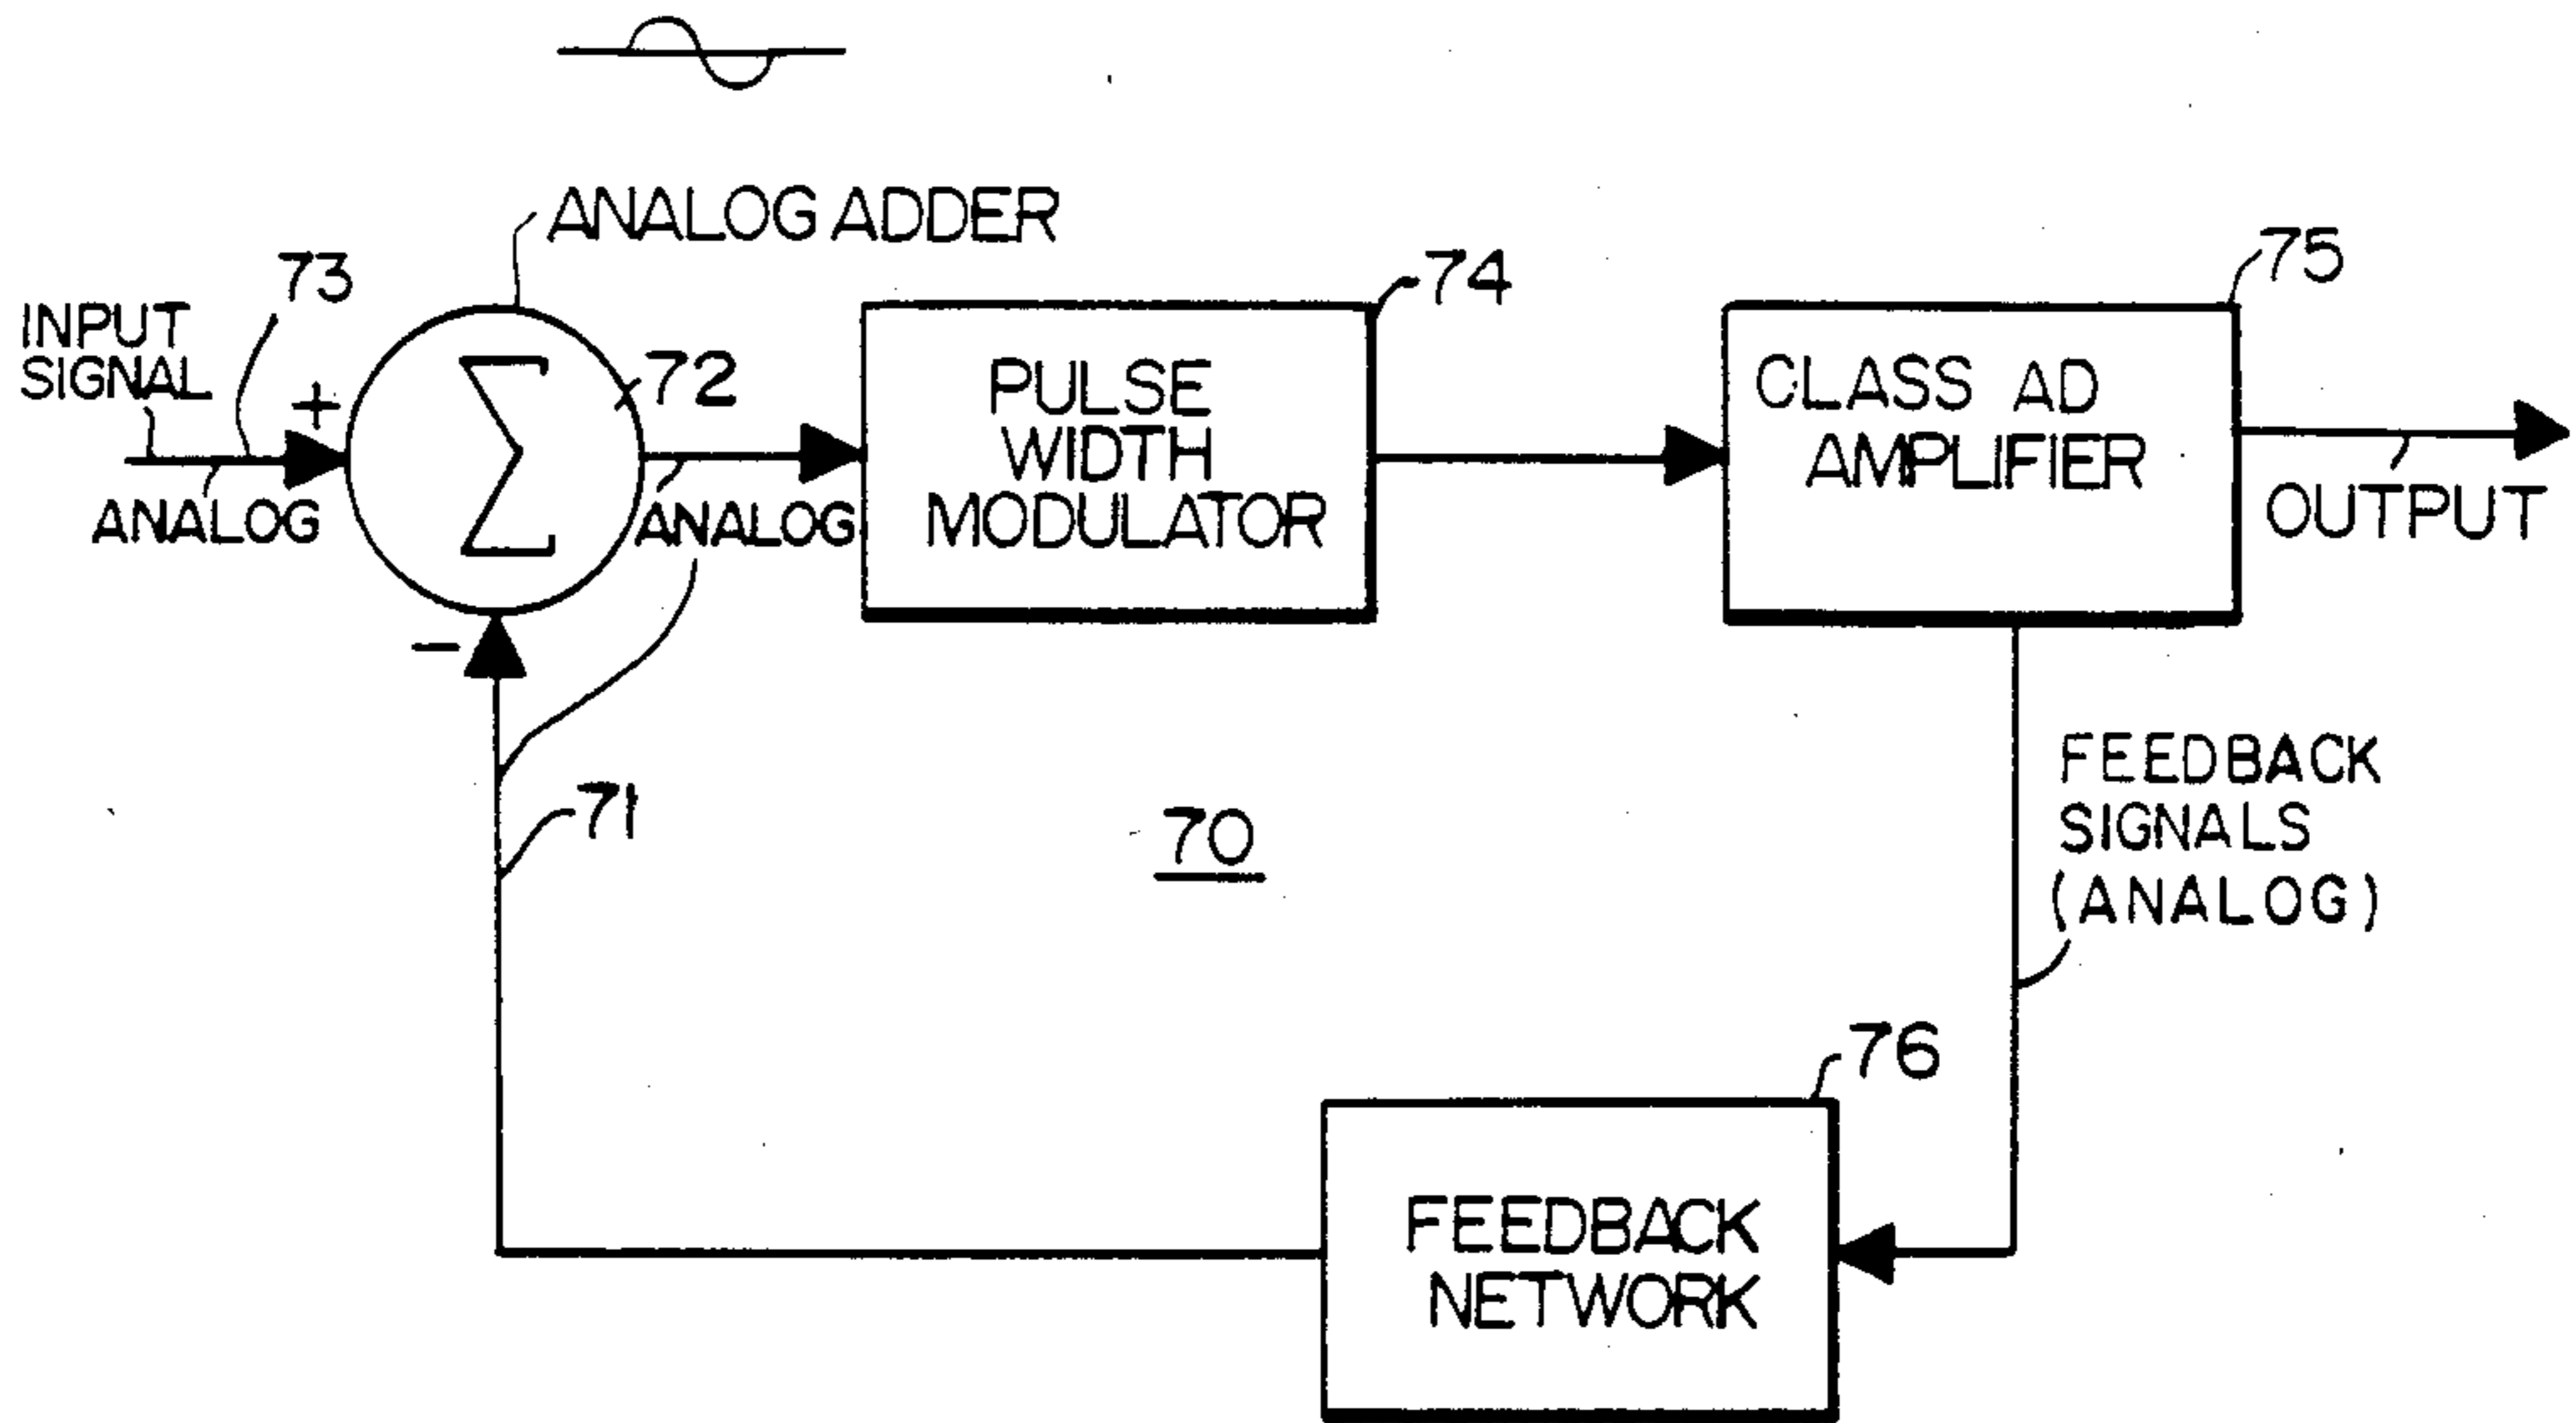 ANALOG ADDER
73
INPUT
SIGNAL
+
Σ
72
ANALOG
ANALOG
-
74
PULSE
WIDTH
MODULATOR
75
CLASS AD
AMPLIFIER
OUTPUT
71
70
FEEDBACK
SIGNALS
(ANALOG)
76
FEEDBACK
NETWORK